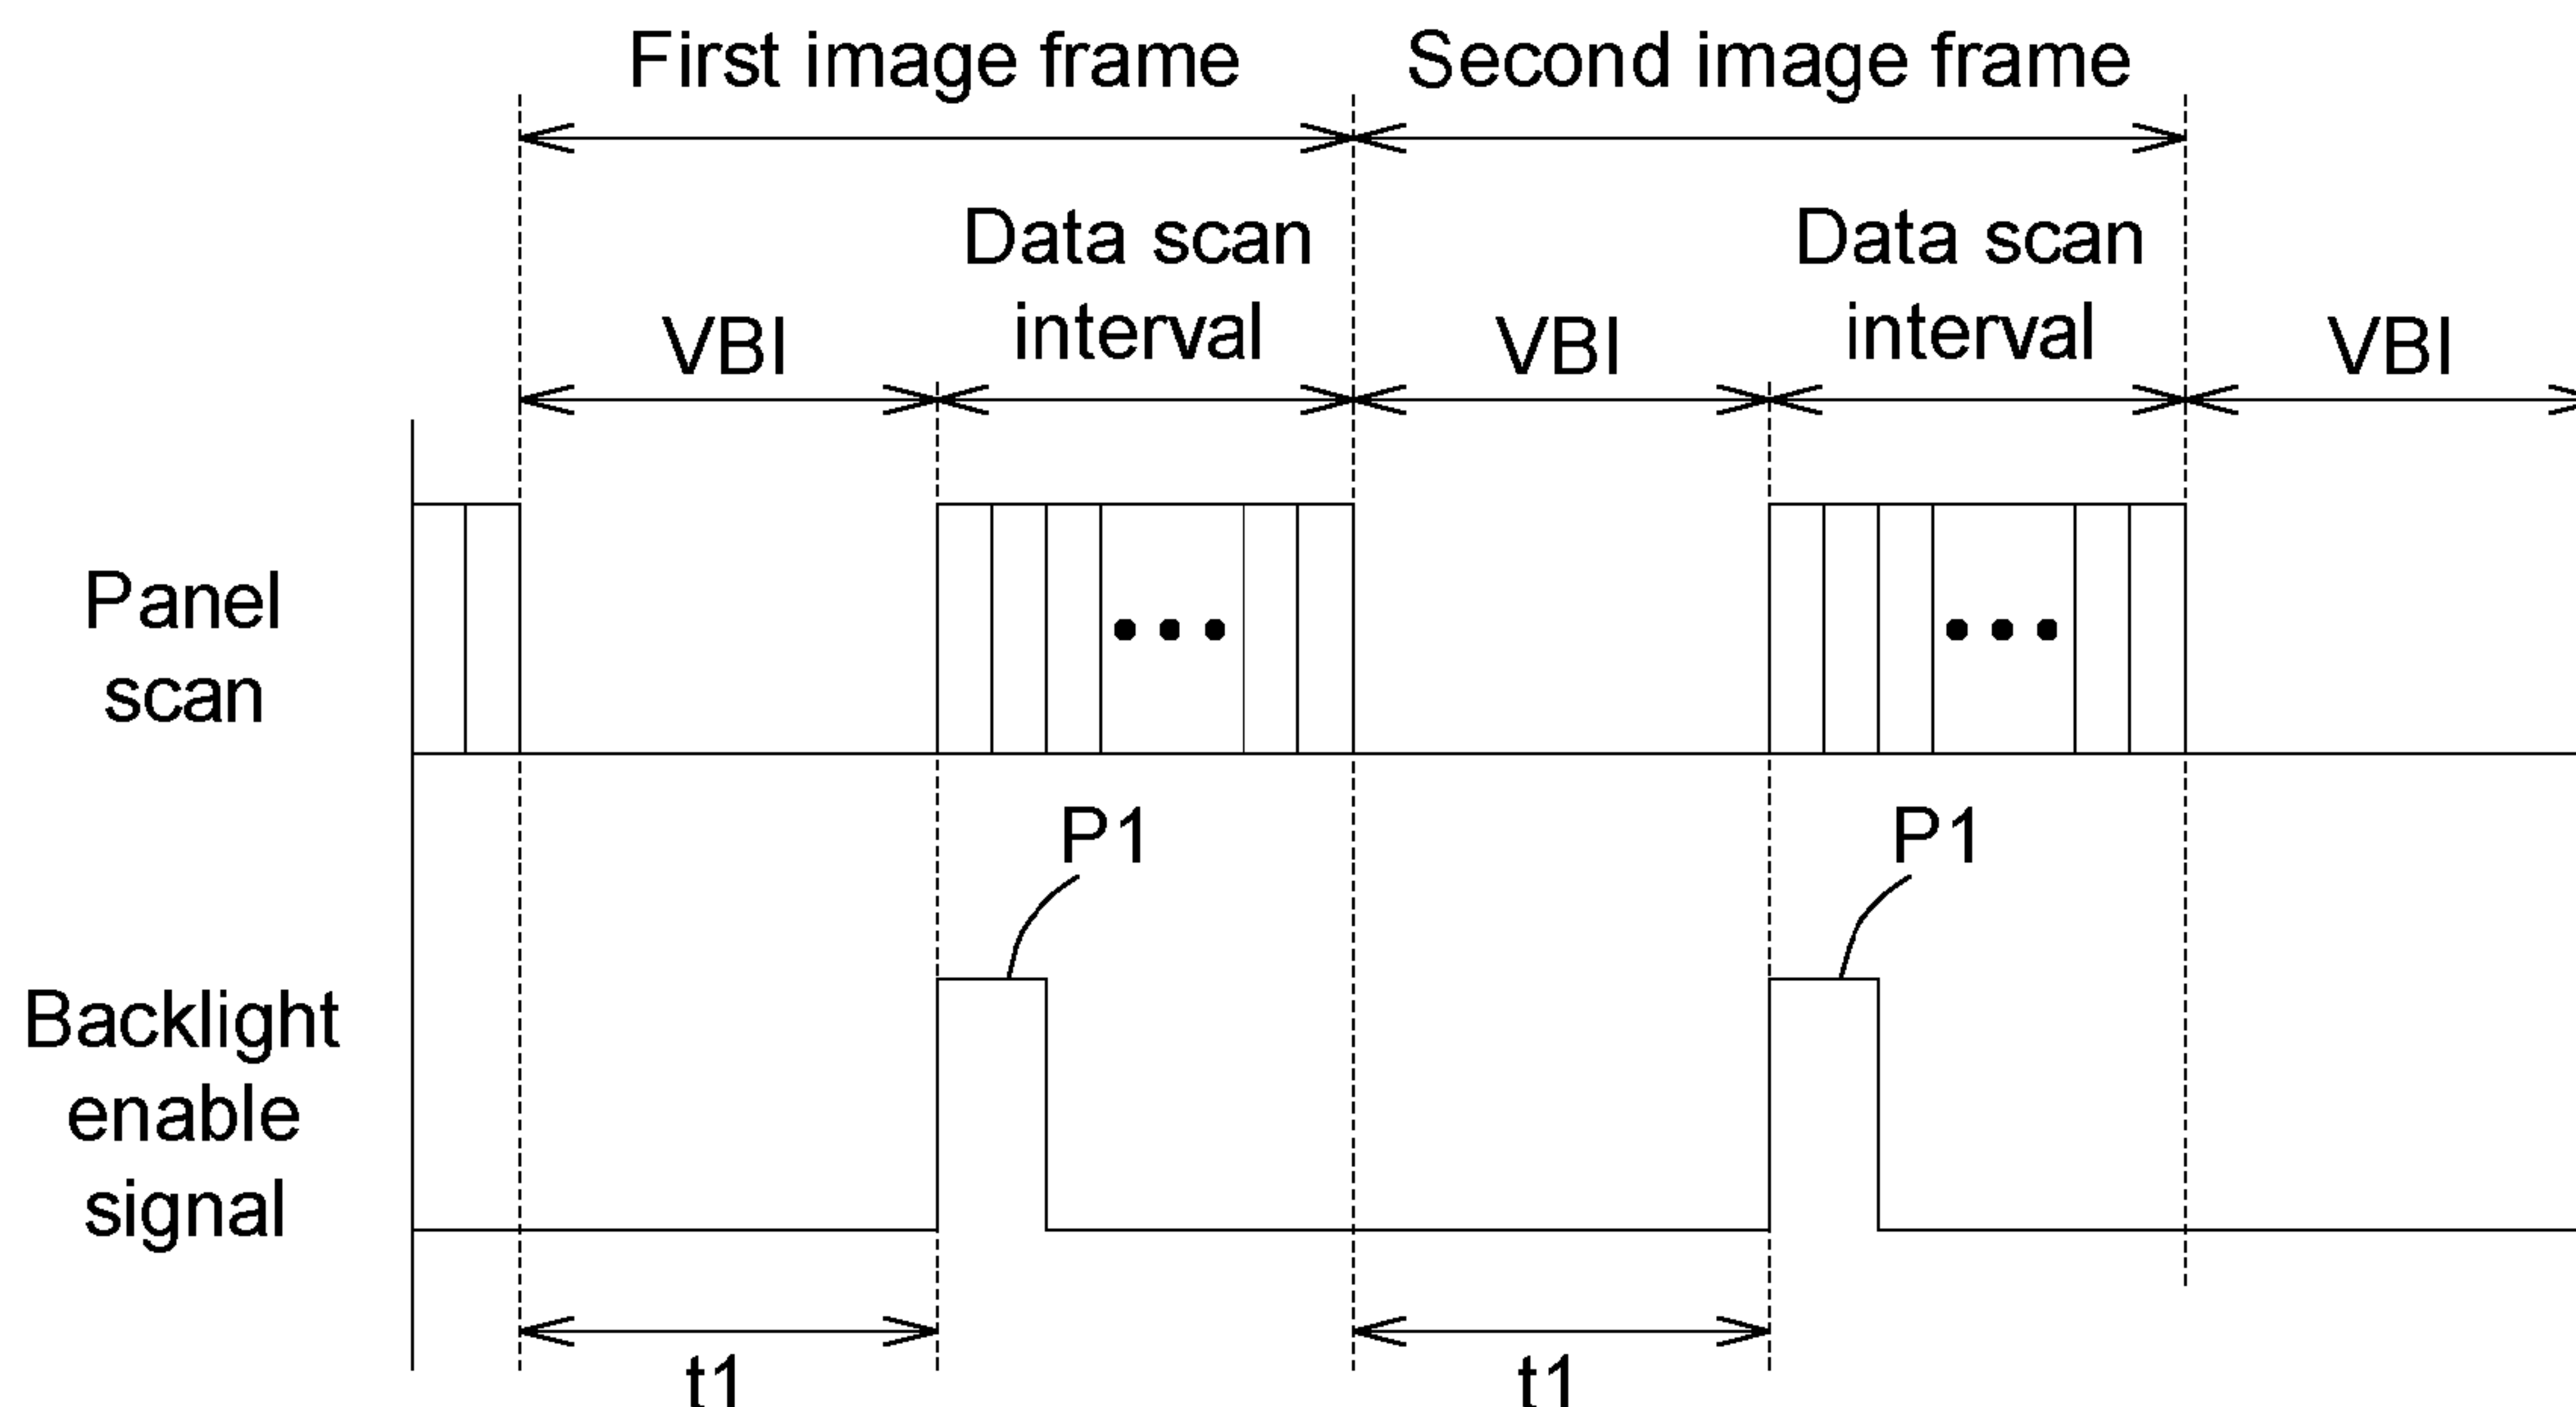 First image frame
Second image frame
Data scan
interval
Data scan
interval
VBI
VBI
VBI
Panel
scan
P1
P1
Backlight
enable
signal
t1
t1